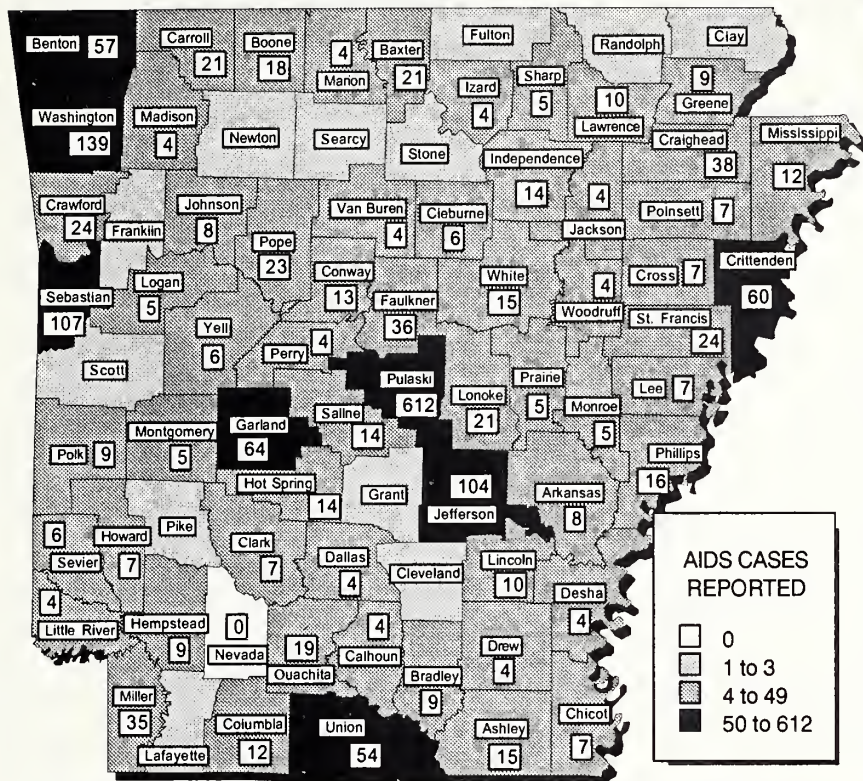 Fulton
Randolph
Clay
Benton 57
Carroll
21
Boone
18
4
Marion
Baxter
21
Izard
4
Sharp
5
10
Lawrence
9
Greene
Washington
139
Madison
4
Newton
Searcy
Stone
Independence
14
Craighead
38
Mississippi
12
Crawford
24
Franklin
Johnson
8
Pope
23
Van Buren
4
Cleburne
6
4
Jackson
Poinsett 7
Sebastian
107
Logan
5
Conway
13
Faulkner
36
White
15
4
Woodruff
Cross 7
Crittenden
60
St. Francis
24
Yell
6
Perry 4
Scott
Pulaski
612
Lonoke
21
Praine
5
Monroe
5
Lee 7
Garland
64
Saline
14
Polk 9
Montgomery
5
Hot Spring
14
Grant
104
Jefferson
Arkansas
8
Phillips
16
6
Sevier
Howard
7
Pike
Clark
7
Dallas
4
Cleveland
Lincoln
10
Desha
4
4
Little River
Hempstead
9
0
Nevada
19
Ouachita
4
Calhoun
Bradley
9
Drew
4
Miller
35
Lafayette
Columbia
12
Union
54
Ashley
15
Chicot
7
AIDS CASES
REPORTED
0
1 to 3
4 to 49
50 to 612